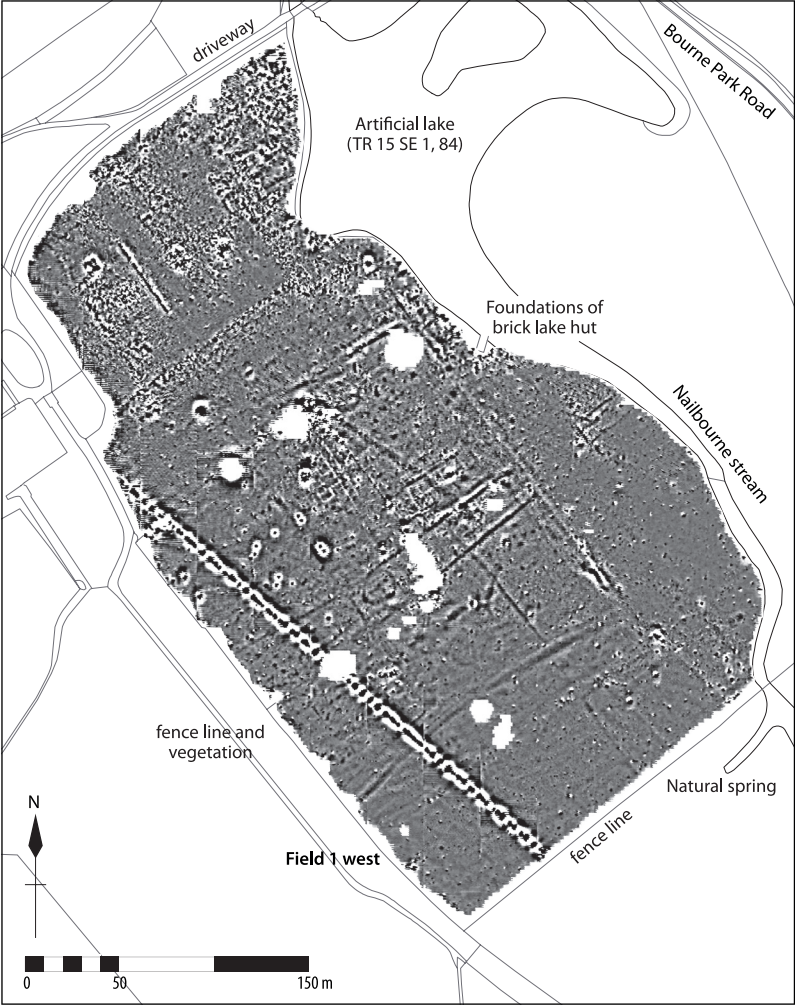 driveway
Bourne Park Road
Artificial lake
(TR 15 SE 1, 84)
Foundations of
brick lake hut
Nailbourne stream
fence line and
vegetation
Natural spring
fence line
Field 1 west
N
0 50 150 m